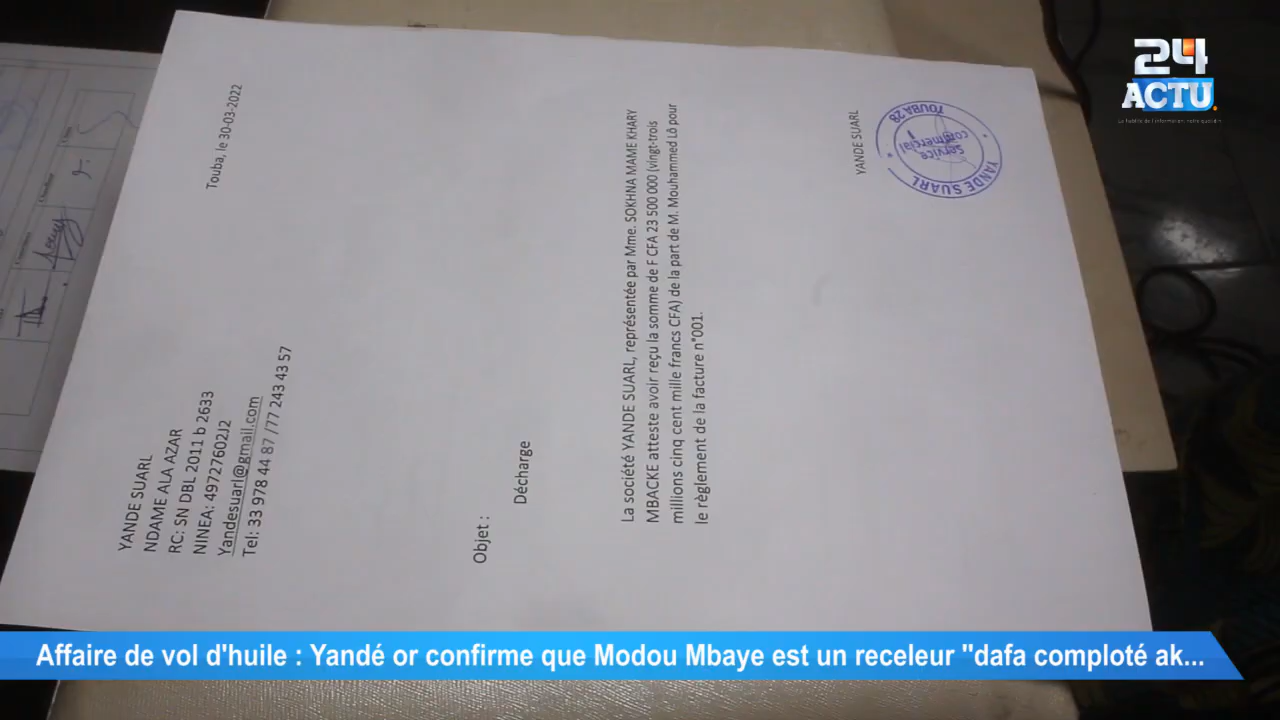 24
ACTU
YANDE SUARL
NDAME ALA AZAR
RC: SN DBL 2011 b 2633
NINEA: 49727602J2
Yandesuarl@gmail.com
Tel: 33 978 44 87 /77 243 43 57
Touba, le 30-03-2022
Objet :
Décharge
La société YANDE SUARL, représentée par Mme. SOKHNA MAME KHARY
MBACKE atteste avoir reçu la somme de F CFA 23 500 000 (vingt-trois
millions cinq cent mille francs CFA) de la part de M. Mouhammed Lô pour
le règlement de la facture n°001.
YANDE SUARL
YANDE SUARL
Service
commercial
TOUBA 28
Affaire de vol d'huile : Yandé or confirme que Modou Mbaye est un receleur "dafa comploté ak...